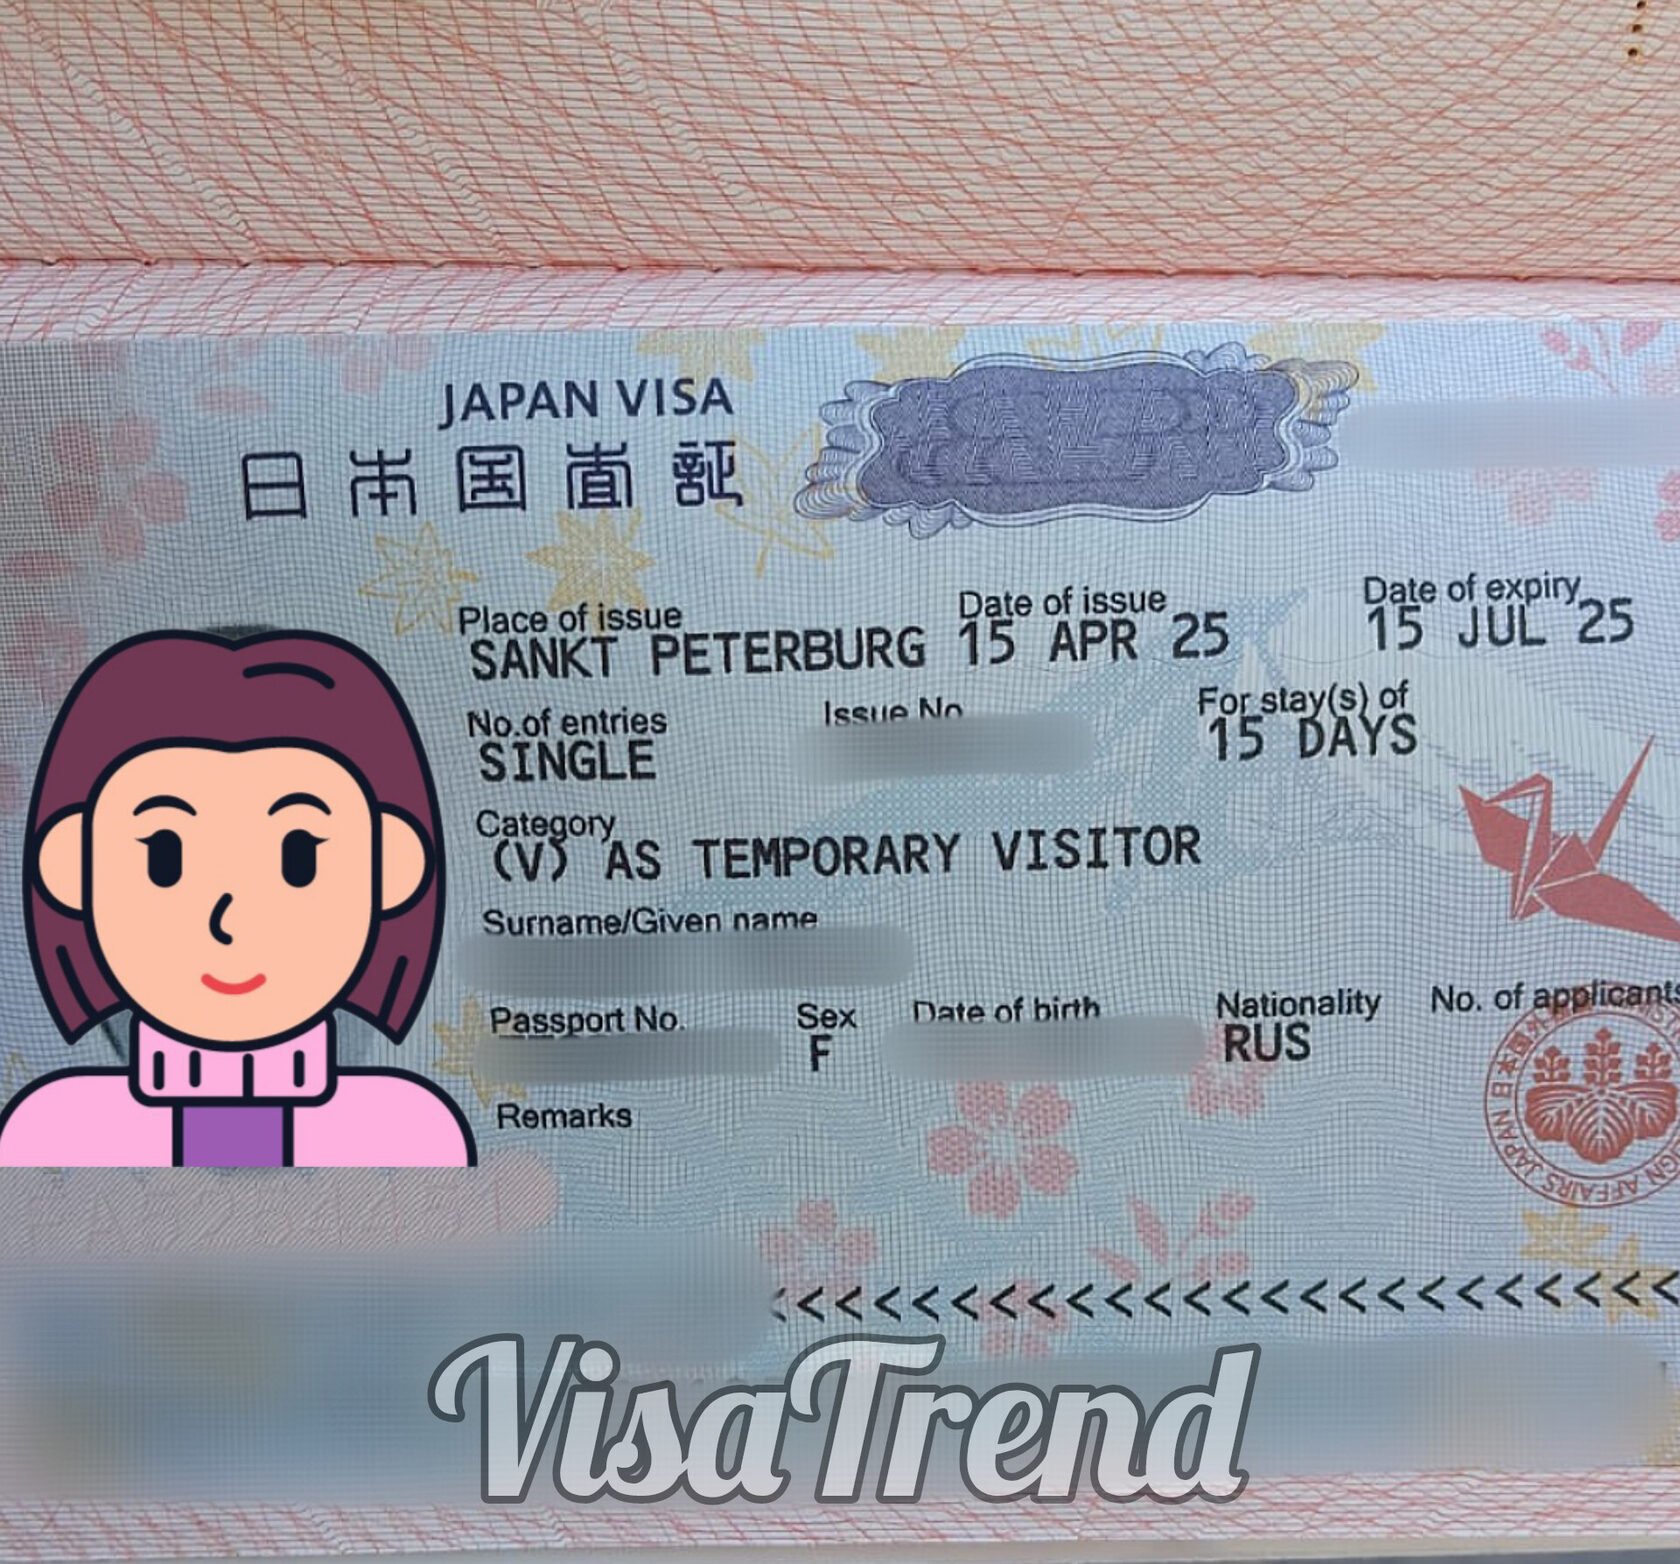 JAPAN VISA
日本国査証
Place of issue
Date of issue
Date of expiry
SANKT PETERBURG
15 APR 25
15 JUL 25
No.of entries
Issue No
For stay(s) of
SINGLE
15 DAYS
Category
(V) AS TEMPORARY VISITOR
Surname/Given name
Passport No.
Sex
Date of birth
Nationality
No. of applicants
F
RUS
Remarks
<<<<<<<<<<<<<<<<<<<<<<<<
VisaTrend